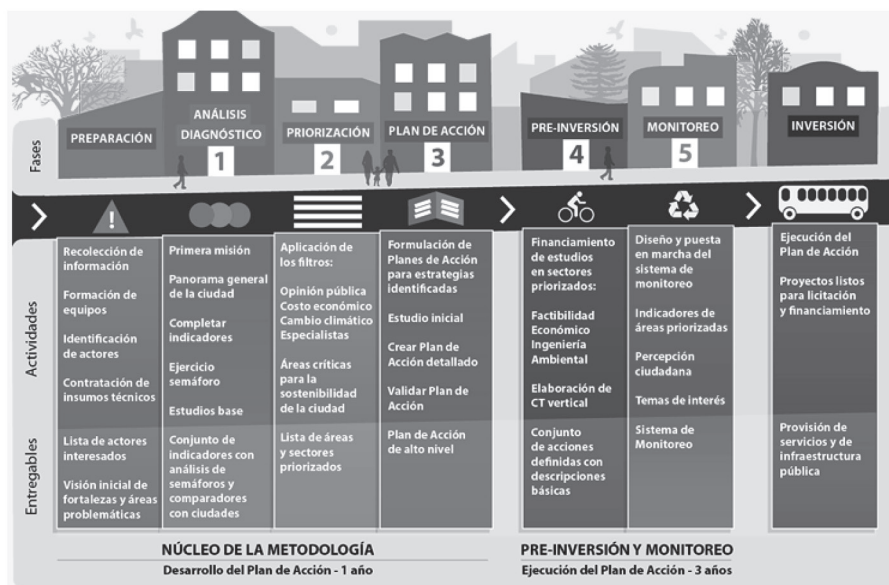 Fases
PREPARACIÓN
ANÁLISIS
DIAGNÓSTICO
1
PRIORIZACIÓN
2
PLAN DE ACCIÓN
3
PRE-INVERSIÓN
4
MONITOREO
5
INVERSIÓN
Actividades
Recolección de
información
Formación de
equipos
Identificación
de actores
Contratación de
insumos técnicos
Primera misión
Panorama general
de la ciudad
Completar
indicadores
Ejercicio
semáforo
Estudios base
Aplicación de
los filtros:
Opinión pública
Costo económico
Cambio climático
Especialistas
Áreas críticas
para la
sostenibilidad
de la ciudad
Formulación de
Planes de Acción
para estrategias
identificadas
Estudio inicial
Crear Plan de
Acción detallado
Validar Plan de
Acción
Financiamiento
de estudios
en sectores
priorizados:
Factibilidad
Económico
Ingeniería
Ambiental
Elaboración de
CT vertical
Diseño y puesta
en marcha del
sistema de
monitoreo
Indicadores de
áreas priorizadas
Percepción
ciudadana
Temas de interés
Ejecución del
Plan de Acción
Proyectos listos
para licitación
y financiamiento
Entregables
Lista de actores
interesados
Visión inicial de
fortalezas y áreas
problemáticas
Conjunto de
indicadores con
análisis de
semáforos y
comparadores
con ciudades
Lista de áreas
y sectores
priorizados
Plan de Acción
de alto nivel
Conjunto
de acciones
definidas con
descripciones
básicas
Sistema de
Monitoreo
Provisión de
servicios y de
infraestructura
pública
NÚCLEO DE LA METODOLOGÍA
Desarrollo del Plan de Acción - 1 año
PRE-INVERSIÓN Y MONITOREO
Ejecución del Plan de Acción - 3 años